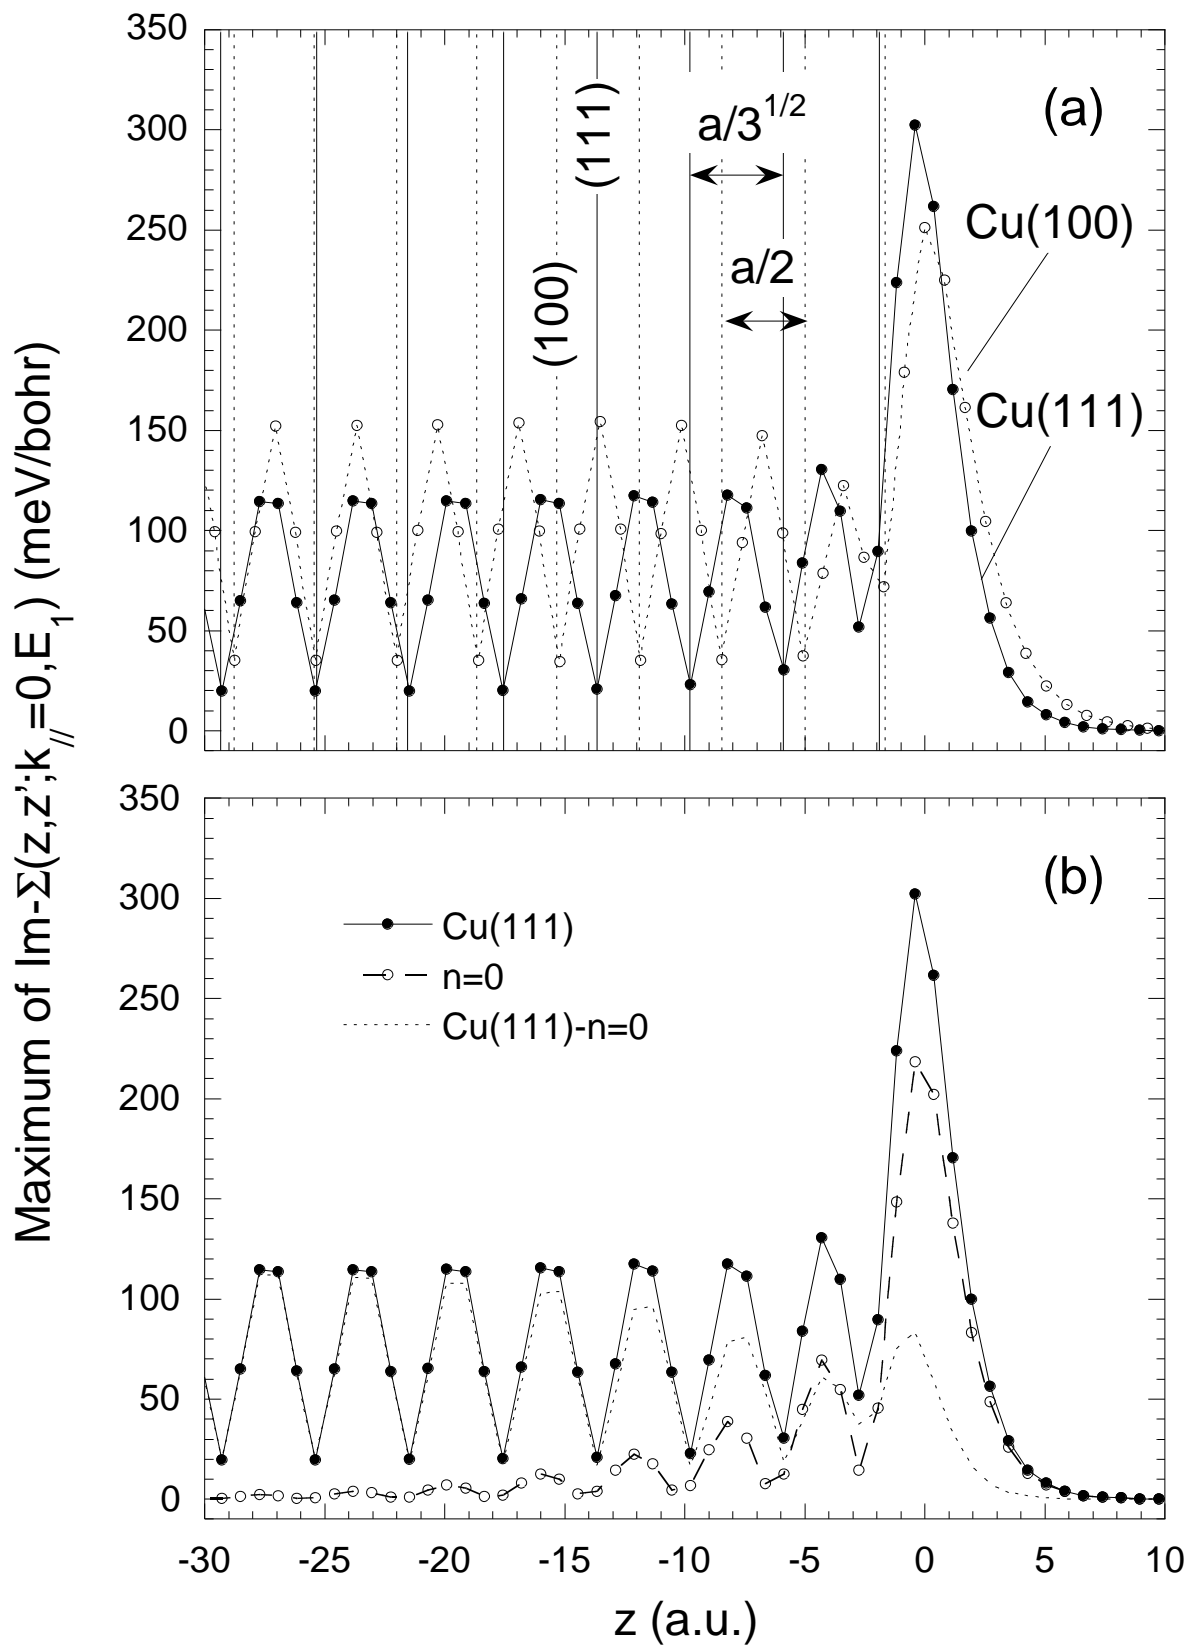 Maximum of Im-Σ(z,z';k_//=0,E_1) (meV/bohr)
350
300
250
200
150
100
50
0
(a)
(111)
a/3^1/2
(100)
a/2
Cu(100)
Cu(111)
350
300
250
200
150
100
50
0
(b)
Cu(111)
n=0
Cu(111)-n=0
-30 -25 -20 -15 -10 -5 0 5 10
z (a.u.)